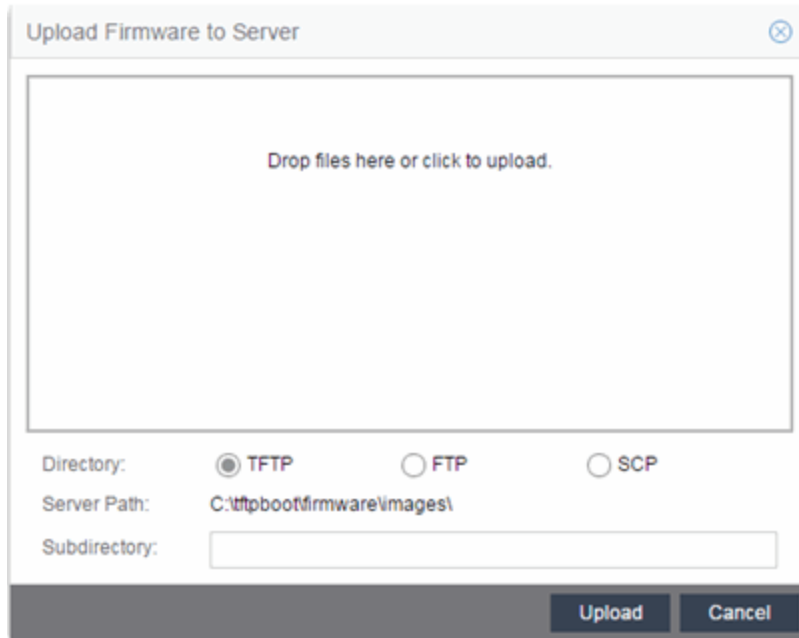 Upload Firmware to Server
Drop files here or click to upload.
Directory: TFTP FTP SCP
Server Path: C:\tftpboot\firmware\images\
Subdirectory:
Upload Cancel